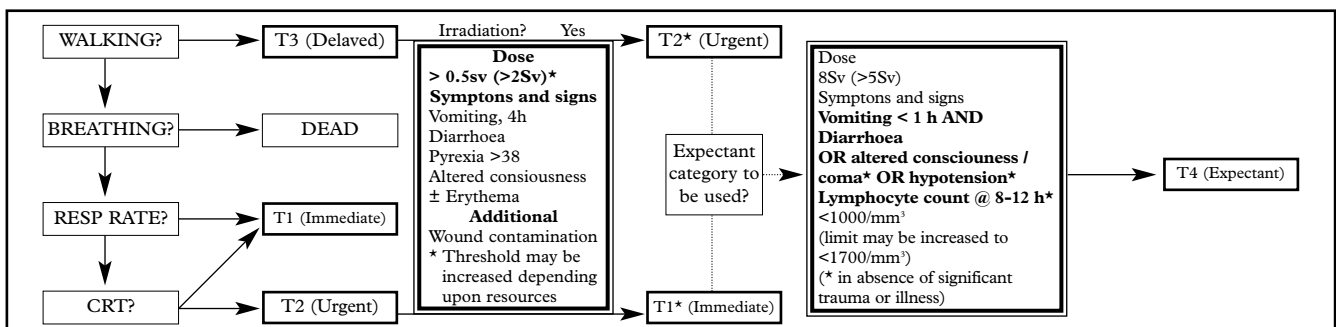 WALKING?
T3 (Delaved)
Irradiation? Yes
T2* (Urgent)
BREATHING?
DEAD
RESP RATE?
T1 (Immediate)
CRT?
T2 (Urgent)
Dose
> 0.5sv (>2Sv)*
Symptons and signs
Vomiting, 4h
Diarrhoea
Pyrexia >38
Altered consiousness
± Erythema
Additional
Wound contamination
* Threshold may be
increased depending
upon resources
Expectant
category to
be used?
T1* (Immediate)
Dose
8Sv (>5Sv)
Symptoms and signs
Vomiting < 1 h AND
Diarrhoea
OR altered consciouness /
coma* OR hypotension*
Lymphocyte count @ 8-12 h*
<1000/mm³
(limit may be increased to
<1700/mm³)
(* in absence of significant
trauma or illness)
T4 (Expectant)